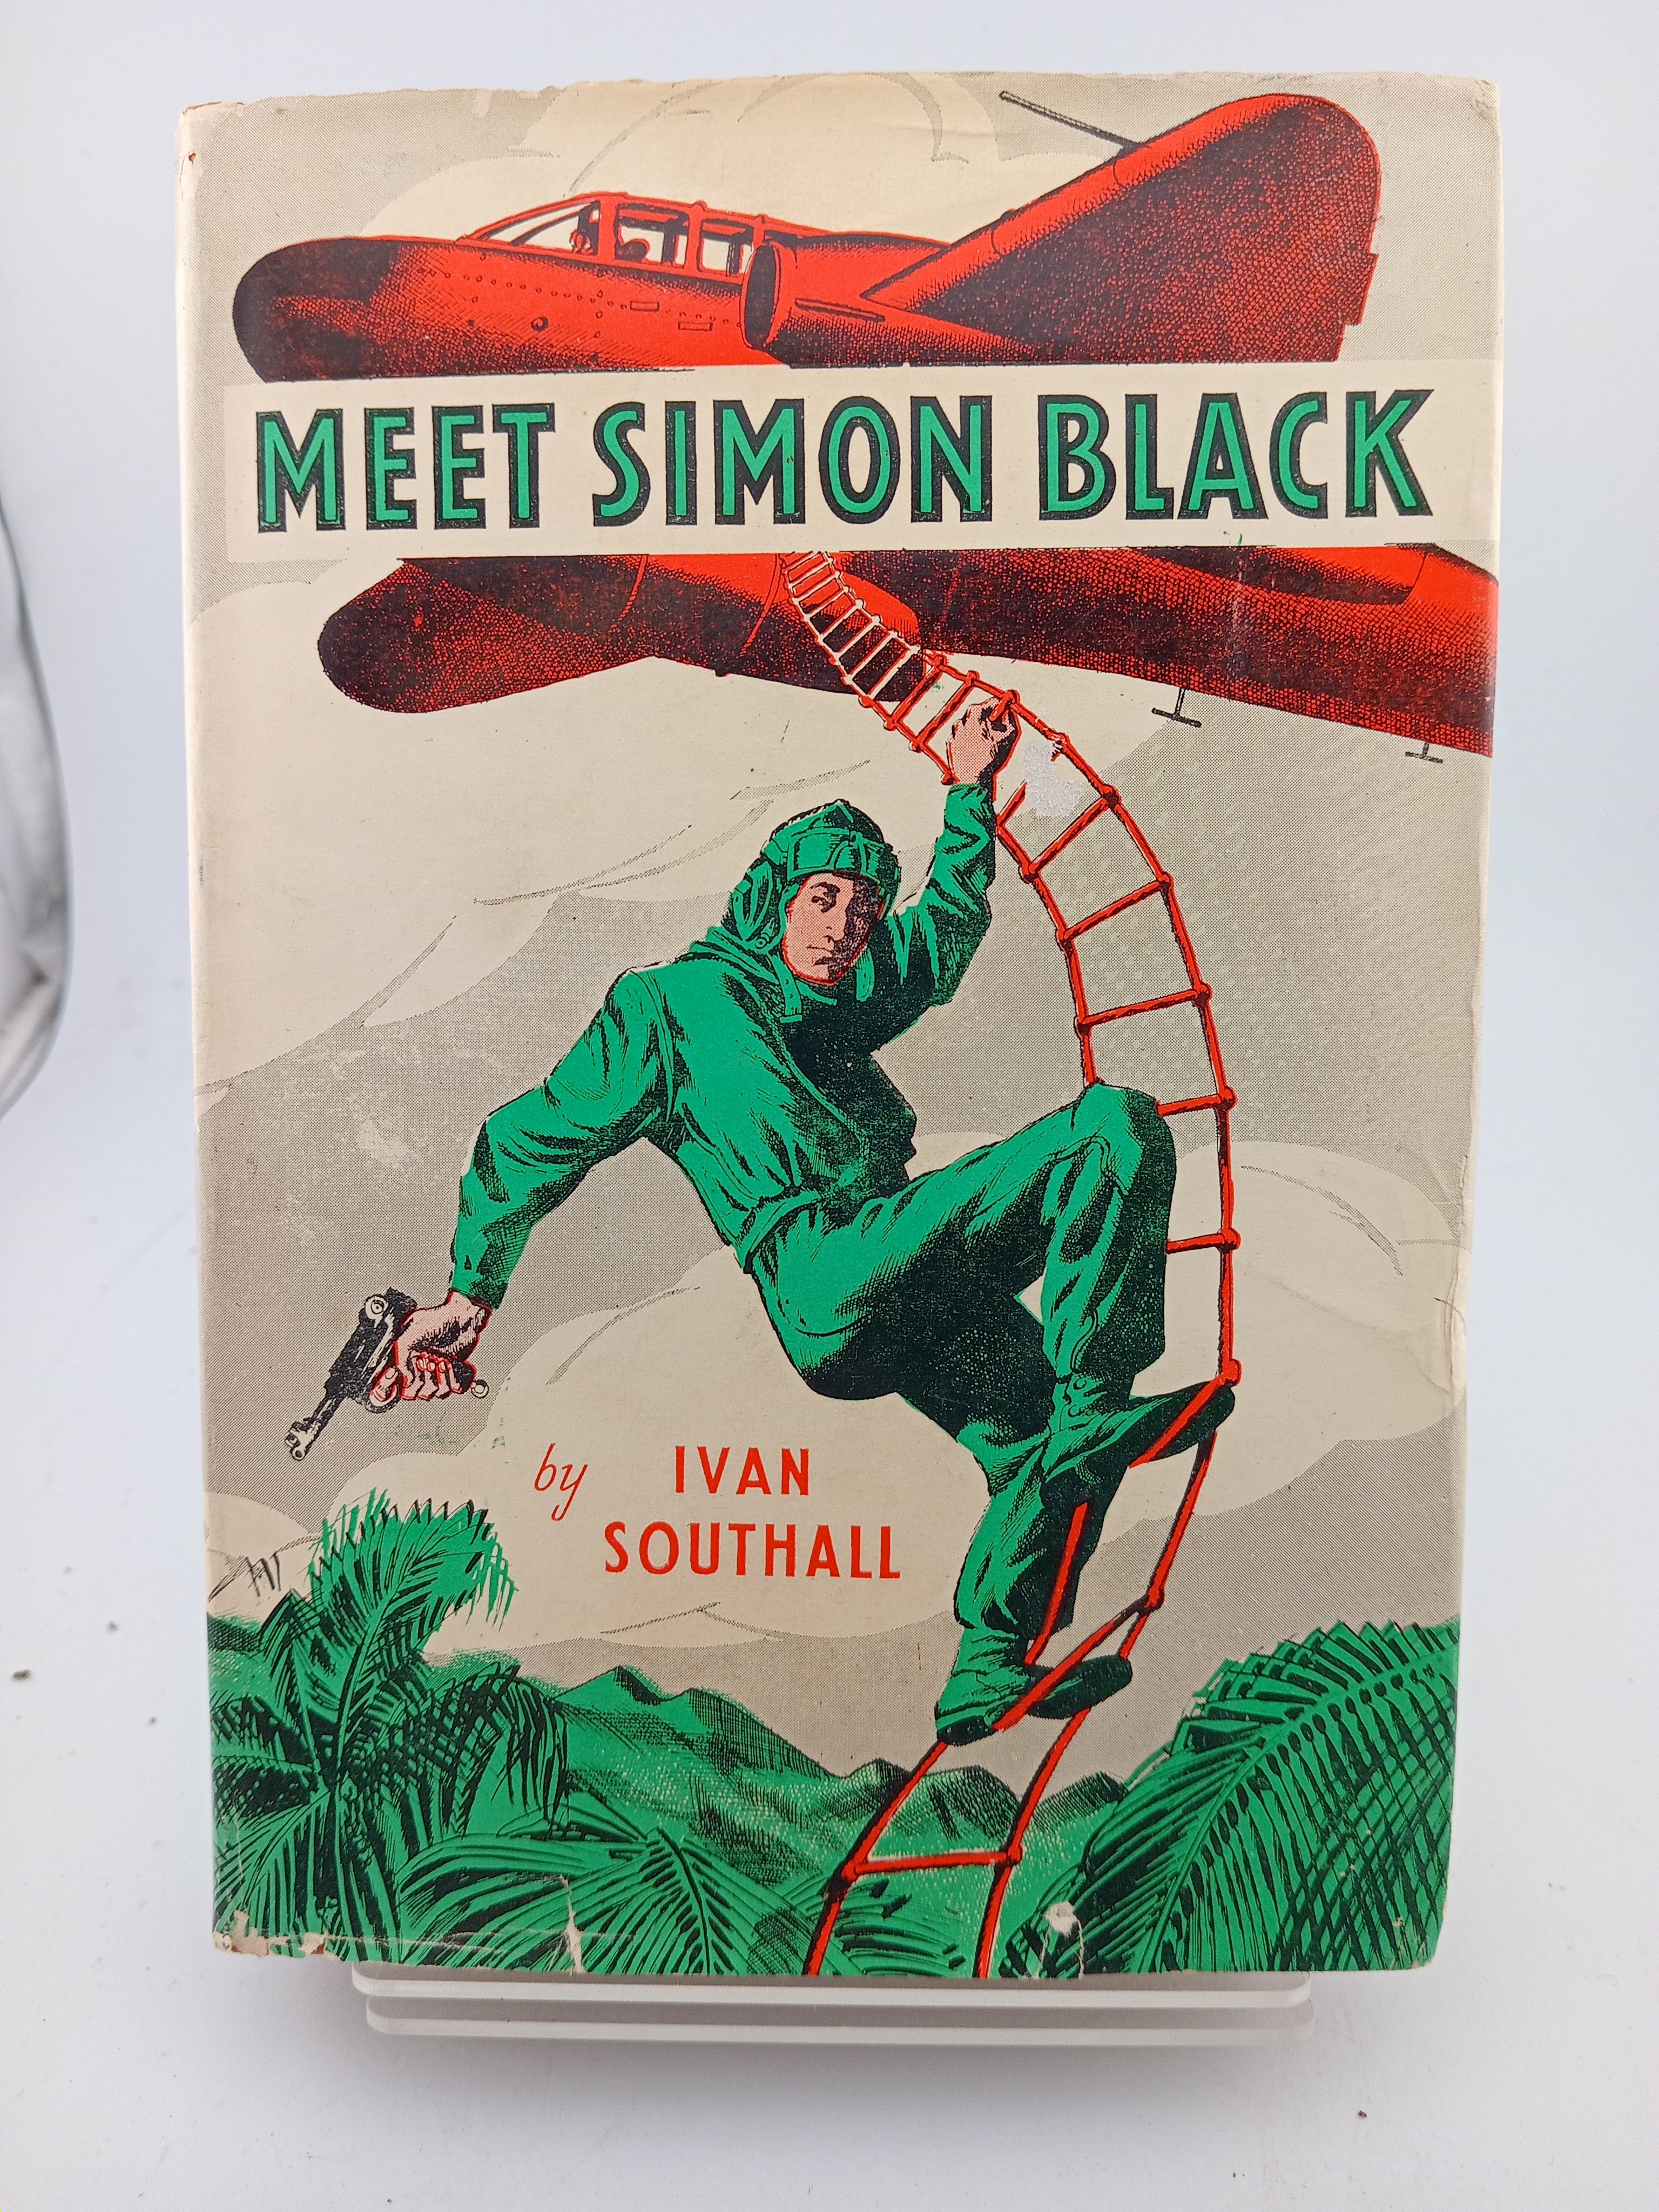 MEET SIMON BLACK
by IVAN
SOUTHALL